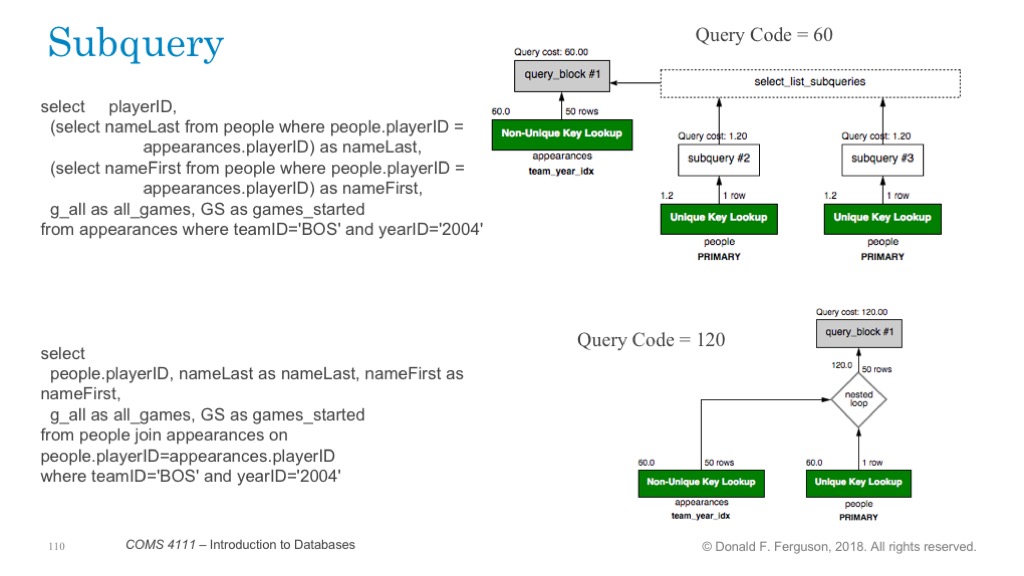 Subquery
select playerID,
(select nameLast from people where people.playerID =
appearances.playerID) as nameLast,
(select nameFirst from people where people.playerID =
appearances.playerID) as nameFirst,
g_all as all_games, GS as games_started
from appearances where teamID='BOS' and yearID='2004'
Query Code = 60
Query cost: 60.00
query_block #1
select_list_subqueries
60.0 50 rows
Non-Unique Key Lookup
appearances
team_year_idx
Query cost: 1.20 Query cost: 1.20
subquery #2 subquery #3
1.2 1 row 1.2 1 row
Unique Key Lookup Unique Key Lookup
people people
PRIMARY PRIMARY
select
people.playerID, nameLast as nameLast, nameFirst as
nameFirst,
g_all as all_games, GS as games_started
from people join appearances on
people.playerID=appearances.playerID
where teamID='BOS' and yearID='2004'
Query Code = 120
Query cost: 120.00
query_block #1
120.0 50 rows
nested
loop
60.0 50 rows 60.0 1 row
Non-Unique Key Lookup Unique Key Lookup
appearances people
team_year_idx PRIMARY
110 COMS 4111 – Introduction to Databases © Donald F. Ferguson, 2018. All rights reserved.